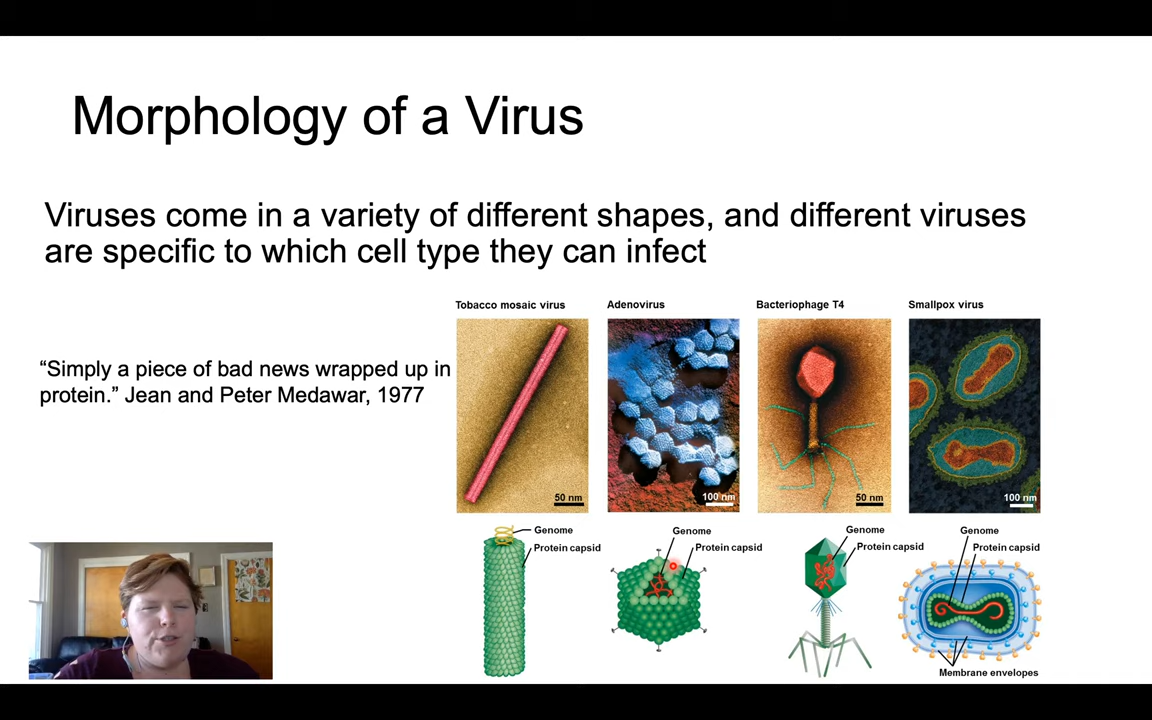 Morphology of a Virus
Viruses come in a variety of different shapes, and different viruses
are specific to which cell type they can infect
“Simply a piece of bad news wrapped up in
protein.” Jean and Peter Medawar, 1977
Tobacco mosaic virus
Adenovirus
Bacteriophage T4
Smallpox virus
50 nm
100 nm
50 nm
100 nm
Genome
Protein capsid
Genome
Protein capsid
Genome
Protein capsid
Genome
Protein capsid
Membrane envelopes